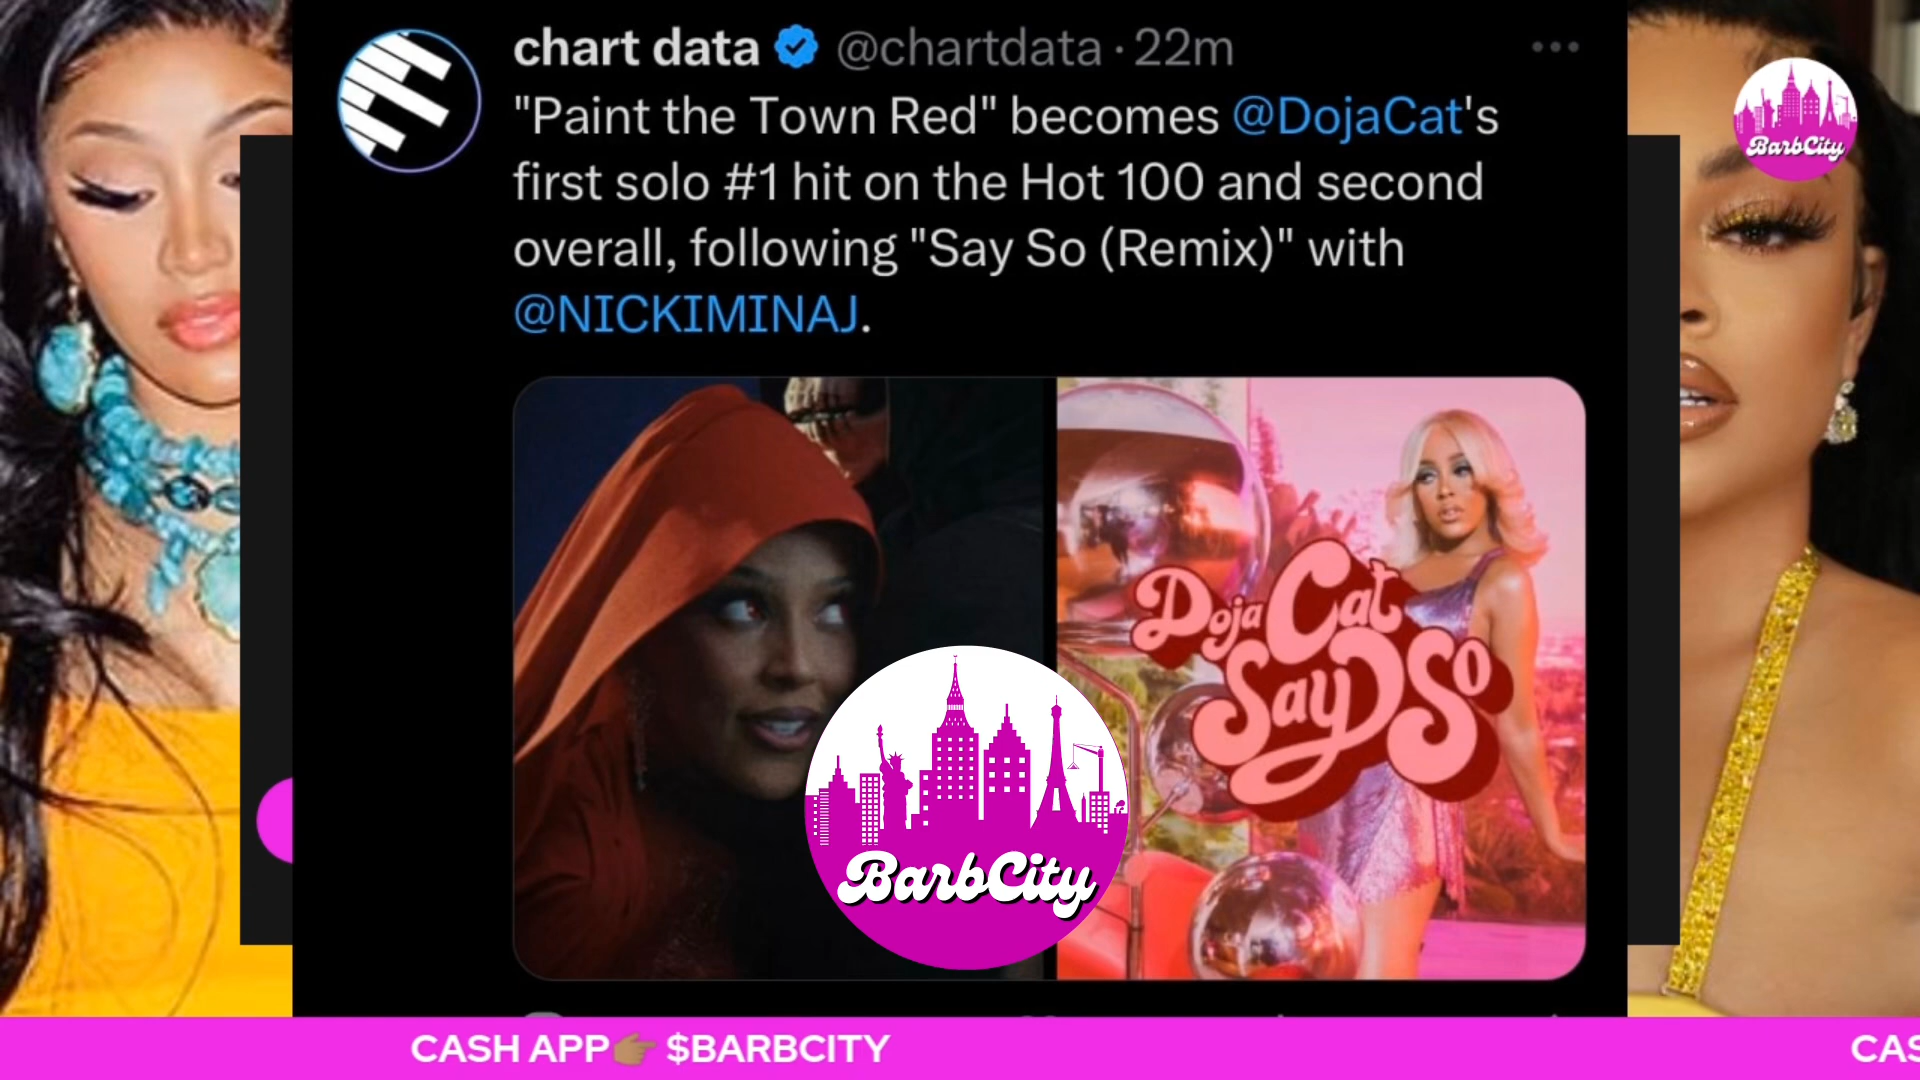 chart data @chartdata · 22m
"Paint the Town Red" becomes @DojaCat's
first solo #1 hit on the Hot 100 and second
overall, following "Say So (Remix)" with
@NICKIMINAJ.
BarbCity
Doja Cat
Say So
BarbCity
CASH APP👉🏽 $BARBCITY
CAS